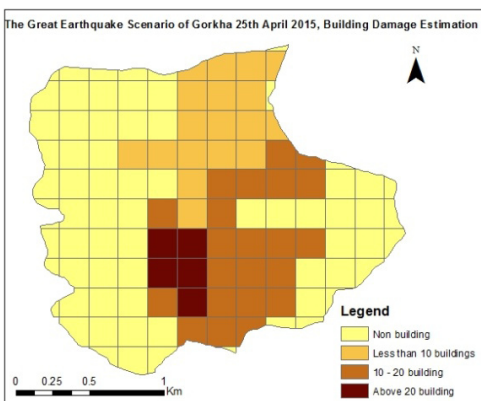 The Great Earthquake Scenario of Gorkha 25th April 2015, Building Damage Estimation
N
Legend
Non building
Less than 10 buildings
10 - 20 building
Above 20 building
0 0.25 0.5 1
Km